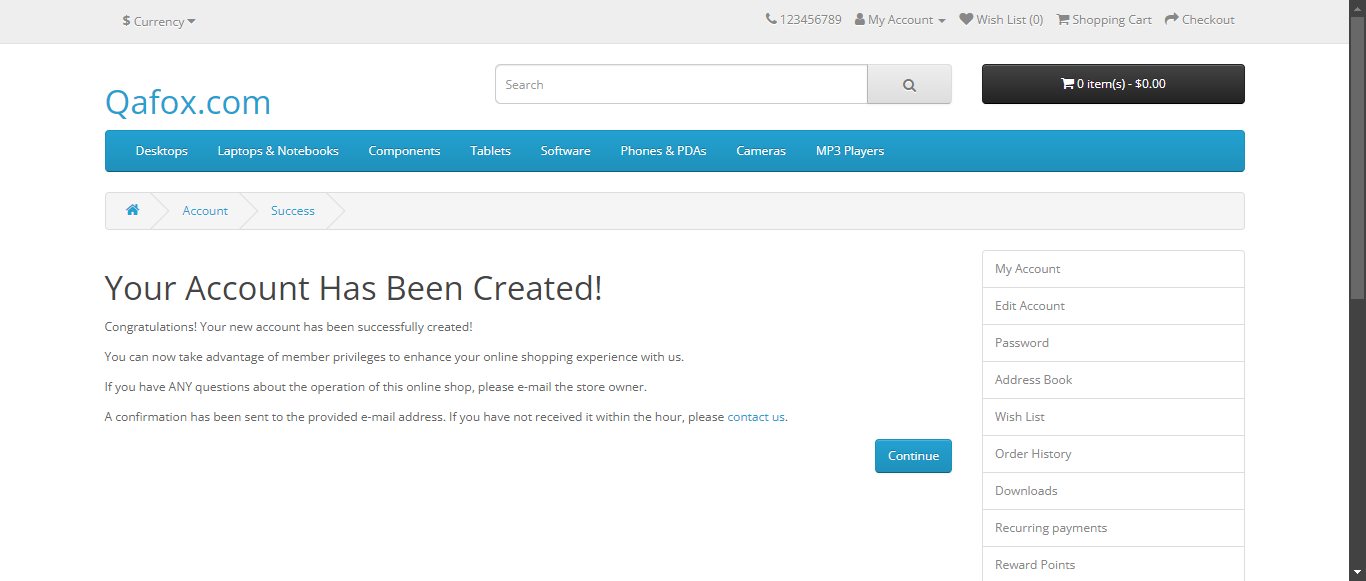 $ Currency
123456789 My Account Wish List (0) Shopping Cart Checkout
Qafox.com
Search
0 item(s) - $0.00
Desktops Laptops & Notebooks Components Tablets Software Phones & PDAs Cameras MP3 Players
Account Success
Your Account Has Been Created!
Congratulations! Your new account has been successfully created!
You can now take advantage of member privileges to enhance your online shopping experience with us.
If you have ANY questions about the operation of this online shop, please e-mail the store owner.
A confirmation has been sent to the provided e-mail address. If you have not received it within the hour, please contact us.
Continue
My Account
Edit Account
Password
Address Book
Wish List
Order History
Downloads
Recurring payments
Reward Points